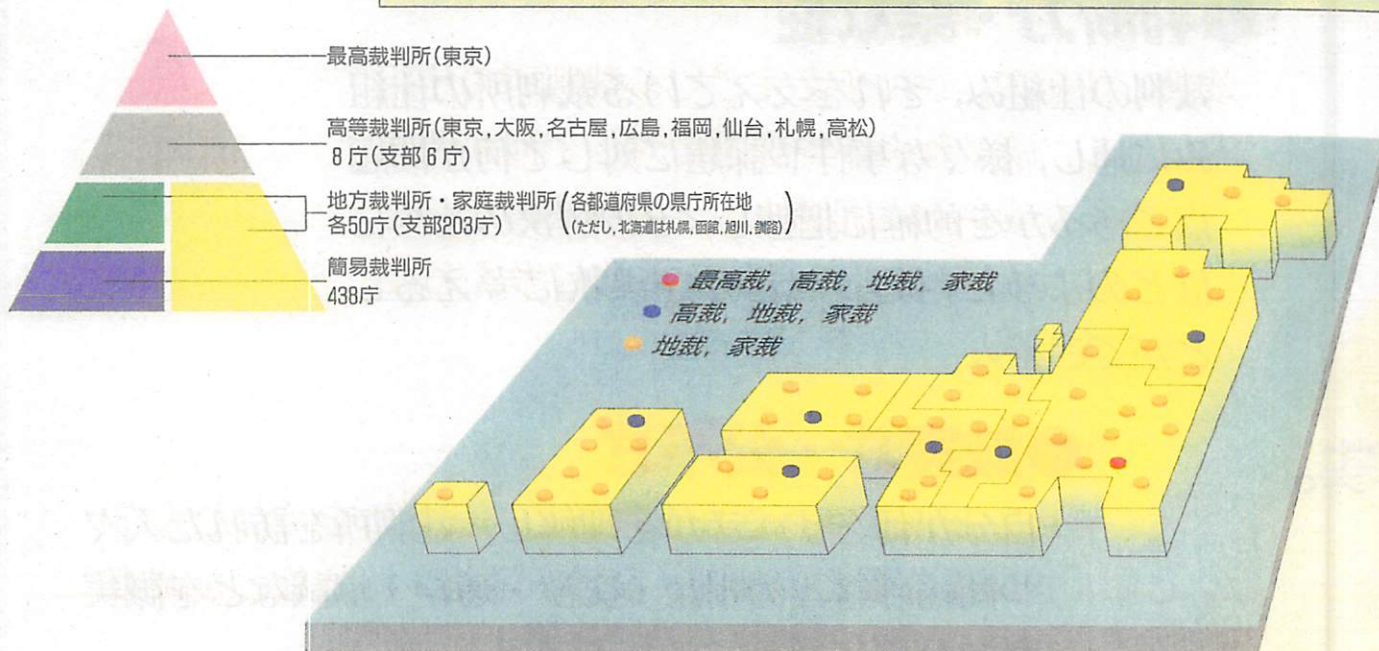 最高裁判所(東京)
高等裁判所(東京,大阪,名古屋,広島,福岡,仙台,札幌,高松)
8庁(支部6庁)
地方裁判所・家庭裁判所(各都道府県の県庁所在地
各50庁(支部203庁)
(ただし,北海道は札幌,函館,旭川,釧路))
簡易裁判所
438庁
最高裁,高裁,地裁,家裁
高裁,地裁,家裁
地裁,家裁